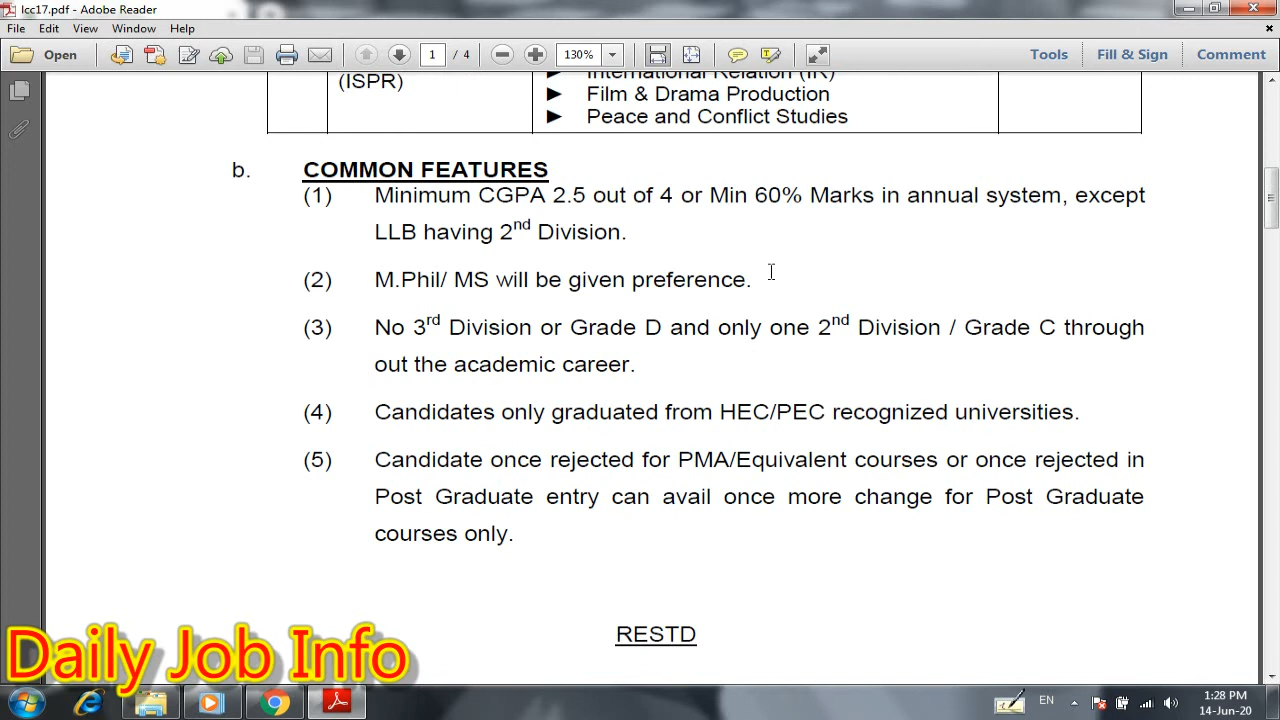 lcc17.pdf - Adobe Reader
File Edit View Window Help
Open 1 / 4 130% Tools Fill & Sign Comment
International Relation (IR)
(ISPR)
► Film & Drama Production
► Peace and Conflict Studies
b. COMMON FEATURES
(1) Minimum CGPA 2.5 out of 4 or Min 60% Marks in annual system, except
LLB having 2nd Division.
(2) M.Phil/ MS will be given preference.
(3) No 3rd Division or Grade D and only one 2nd Division / Grade C through
out the academic career.
(4) Candidates only graduated from HEC/PEC recognized universities.
(5) Candidate once rejected for PMA/Equivalent courses or once rejected in
Post Graduate entry can avail once more change for Post Graduate
courses only.
RESTD
Daily Job Info
EN 1:28 PM
14-Jun-20